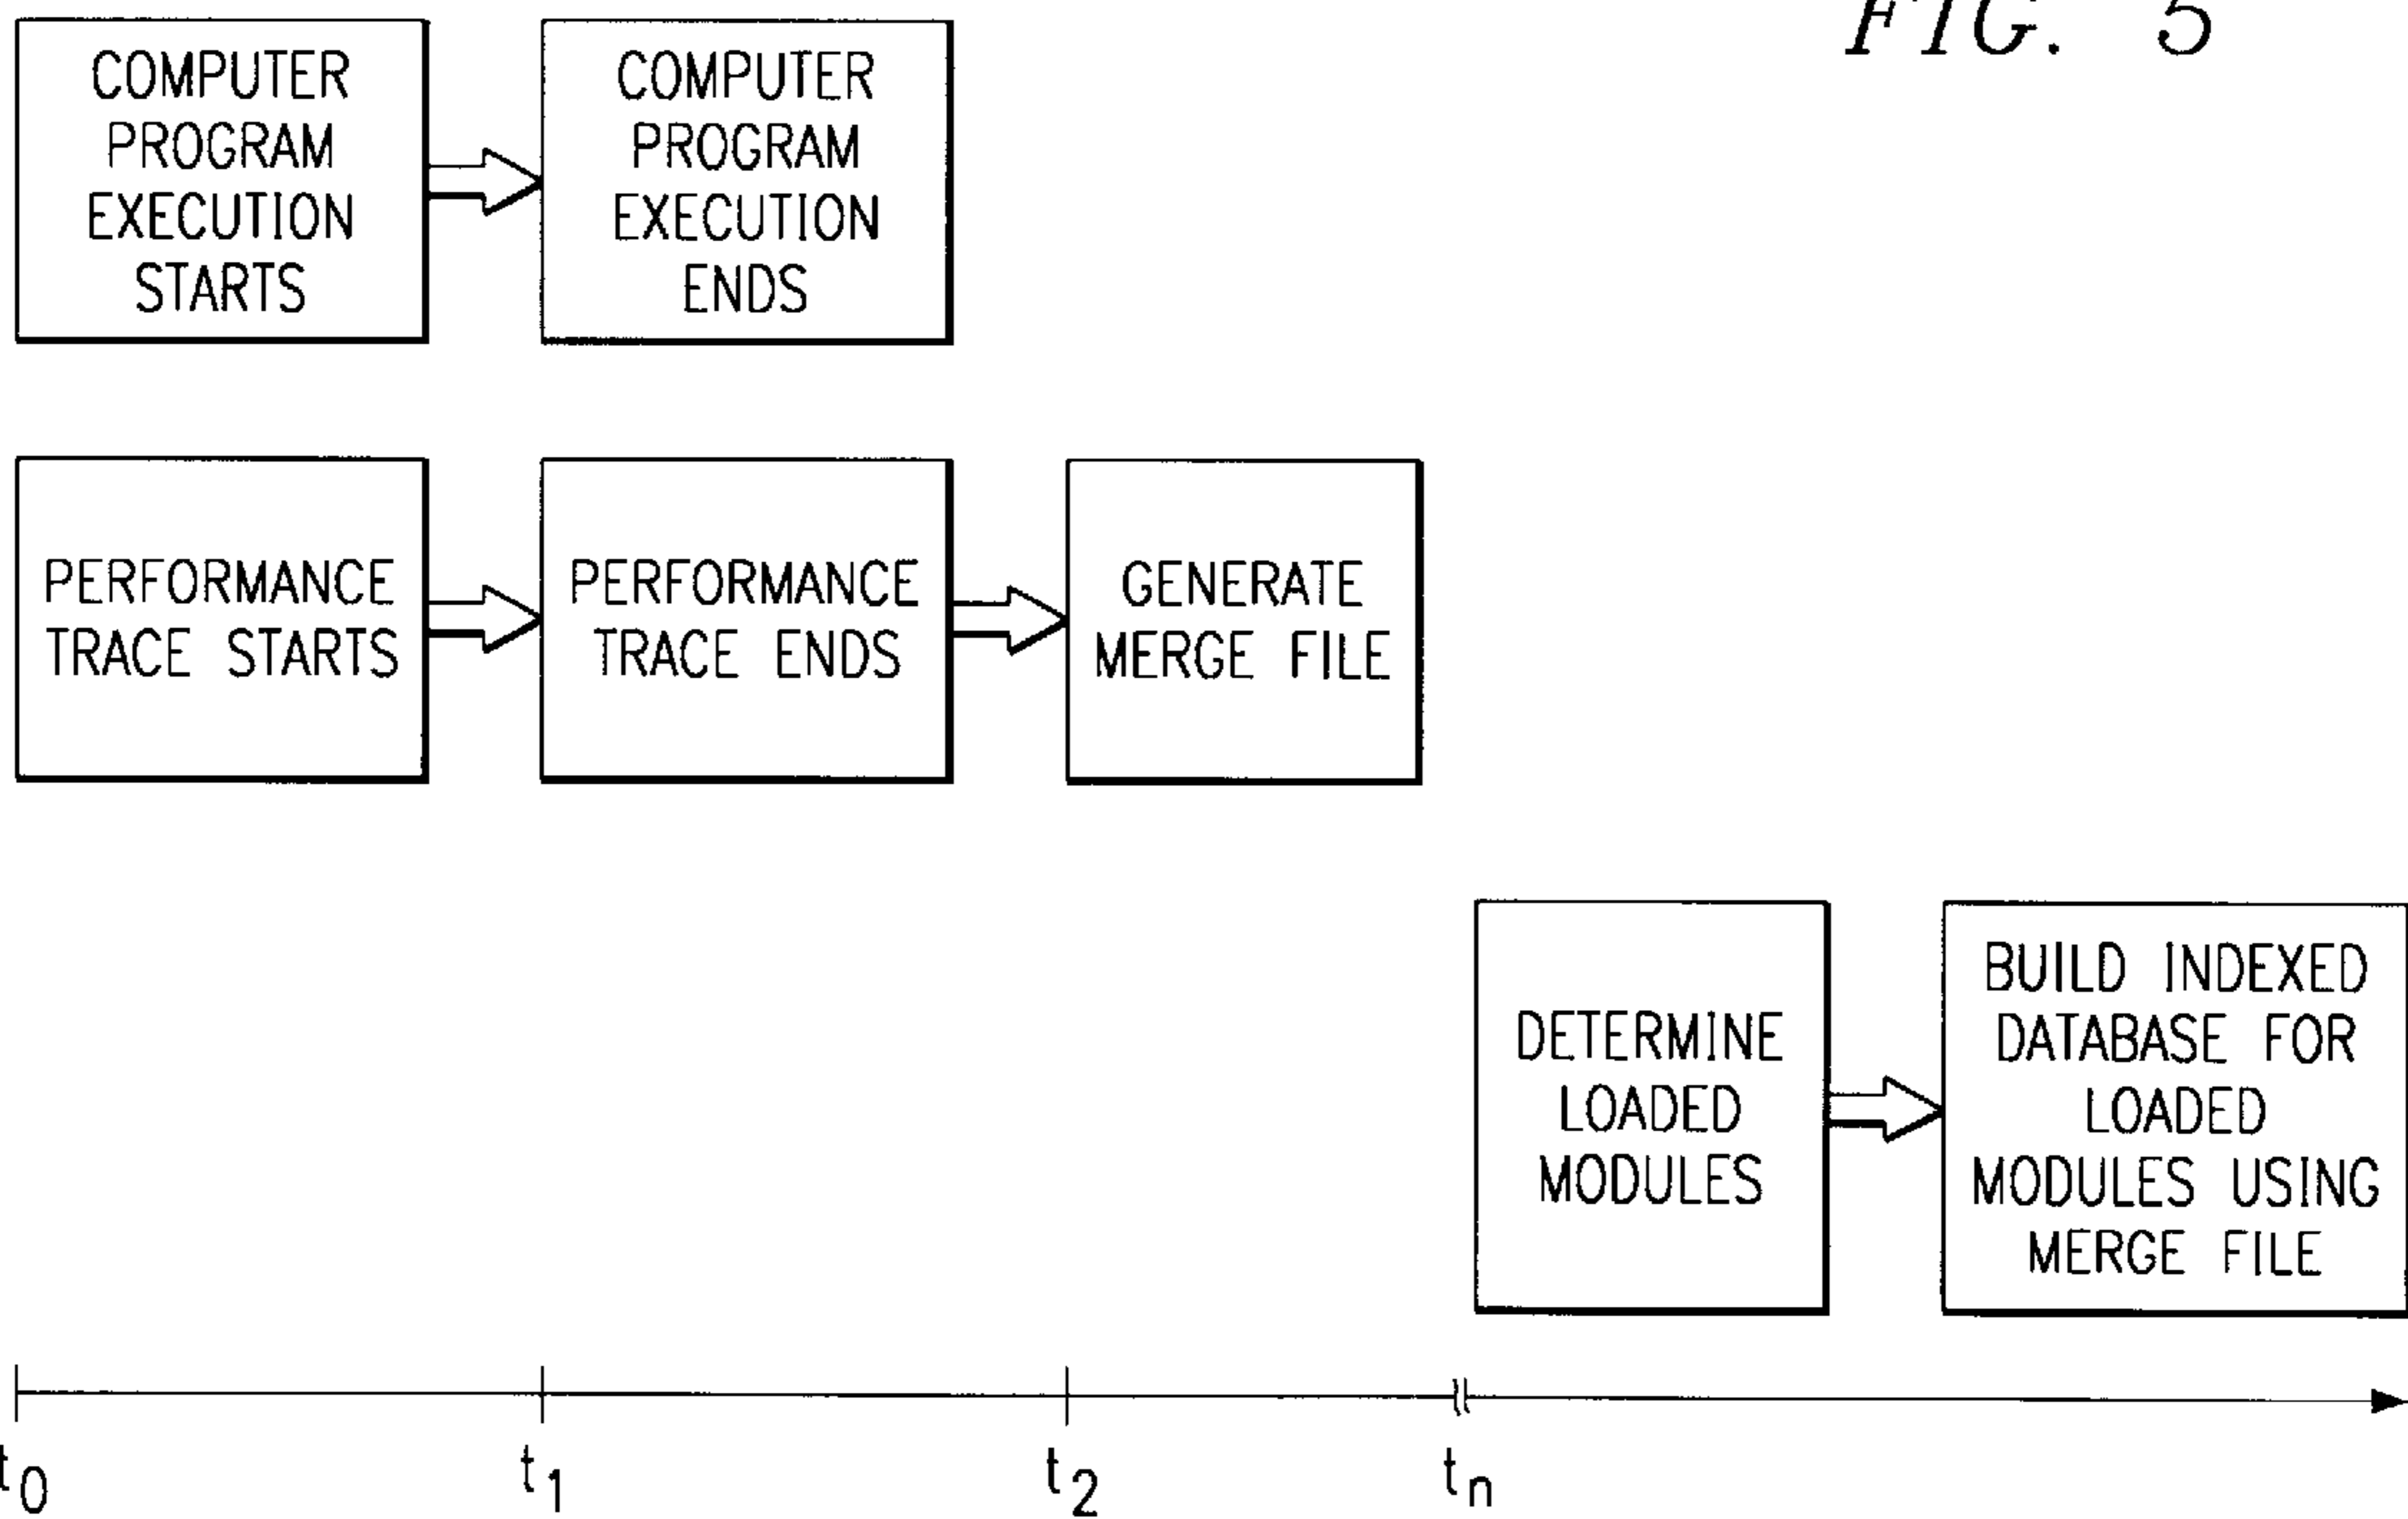 FIG. 5
COMPUTER
PROGRAM
EXECUTION
STARTS
COMPUTER
PROGRAM
EXECUTION
ENDS
PERFORMANCE
TRACE STARTS
PERFORMANCE
TRACE ENDS
GENERATE
MERGE FILE
DETERMINE
LOADED
MODULES
BUILD INDEXED
DATABASE FOR
LOADED
MODULES USING
MERGE FILE
t0
t1
t2
tn